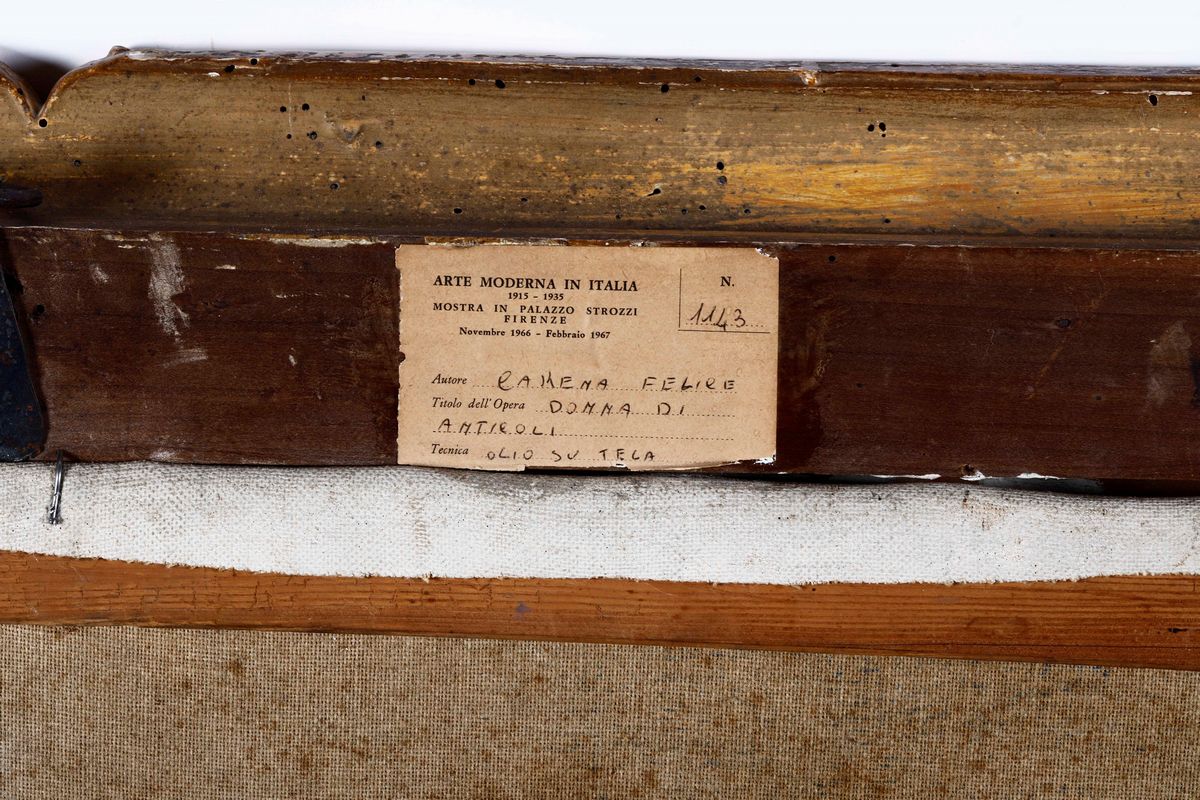 ARTE MODERNA IN ITALIA
1915 - 1935
MOSTRA IN PALAZZO STROZZI
FIRENZE
Novembre 1966 - Febbraio 1967
N.
1143
Autore CARENA FELICE
Titolo dell'Opera DONNA DI
ANTICOLI
Tecnica OLIO SU TELA